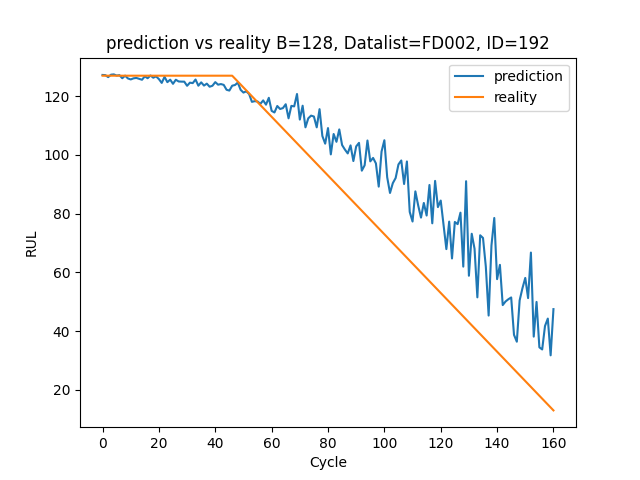 prediction vs reality B=128, Datalist=FD002, ID=192
prediction
reality
120
100
80
60
40
20
RUL
0 20 40 60 80 100 120 140 160
Cycle